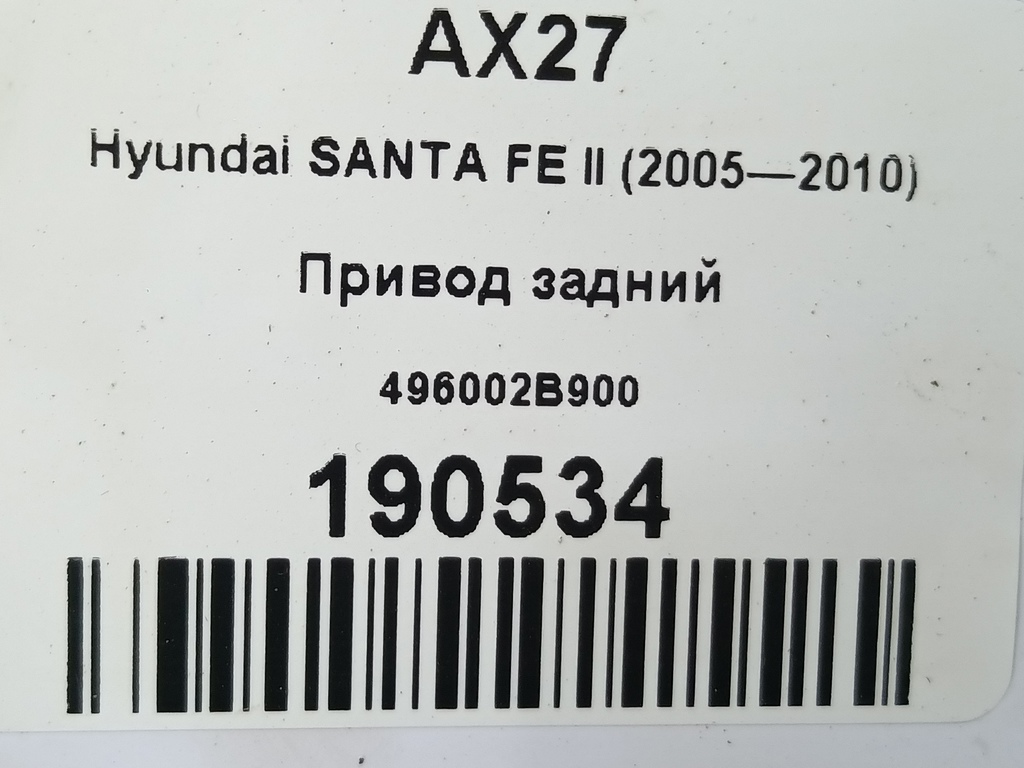 AX27
Hyundai SANTA FE II (2005—2010)
Привод задний
496002B900
190534